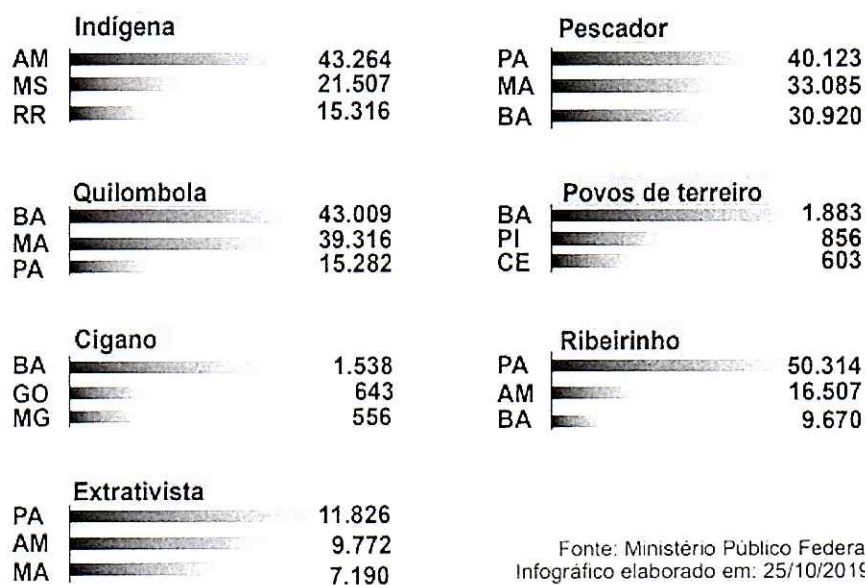 Indígena
AM 43.264
MS 21.507
RR 15.316
Pescador
PA 40.123
MA 33.085
BA 30.920
Quilombola
BA 43.009
MA 39.316
PA 15.282
Povos de terreiro
BA 1.883
PI 856
CE 603
Cigano
BA 1.538
GO 643
MG 556
Ribeirinho
PA 50.314
AM 16.507
BA 9.670
Extrativista
PA 11.826
AM 9.772
MA 7.190
Fonte: Ministério Público Federa
Infográfico elaborado em: 25/10/2019